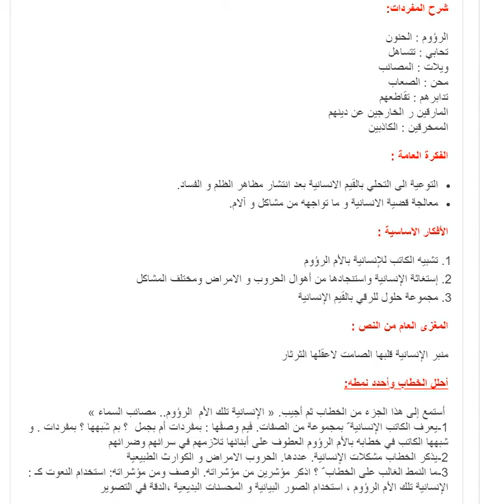 شرح المفردات:
الرؤوم : الحنون
تحابي : تتساهل
ويلات : المصائب
محن : الصعاب
تدابرهم : تقاطعهم
المارقين ر الخارجين عن دينهم
الممخرقين : الكاذبين
الفكرة العامة :
• التوعية الى التحلي بالقيم الانسانية بعد انتشار مظاهر الظلم و الفساد.
• معالجة قضية الانسانية و ما تواجهه من مشاكل و آلام.
الأفكار الاساسية :
1. تشبيه الكاتب للإنسانية بالأم الرؤوم
2. إستغاثة الإنسانية واستنجادها من أهوال الحروب و الامراض ومختلف المشاكل
3. مجموعة حلول للرقي بالقيم الإنسانية
المغزى العام من النص :
منبر الإنسانية قلبها الصامت لاعقلها الثرثار
أحلل الخطاب وأحدد نمطه:
أستمع إلى هذا الجزء من الخطاب ثم أجيب. « الإنسانية تلك الأم الرؤوم.. مصائب السماء »
1-يعرف الكاتب الإنسانية ّ بمجموعة من الصفات. فيم وصفها : بمفردات أم بجمل ؟ بم شبهها ؟ بمفردات . و
شبهها الكاتب في خطابه بالأم الرؤوم العطوف على أبنائها تلازمهم في سرائهم وضرائهم
2-يذكر الخطاب مشكلات الإنسانية. عددها. الحروب الامراض و الكوارث الطبيعية
3-ما النمط الغالب على الخطاب ّ ؟ اذكر مؤشرين من مؤشراته. الوصف ومن مؤشراته: استخدام النعوت كـ :
الإنسانية تلك الأم الرؤوم ، استخدام الصور البيانية و المحسنات البديعية ،الدقة في التصوير